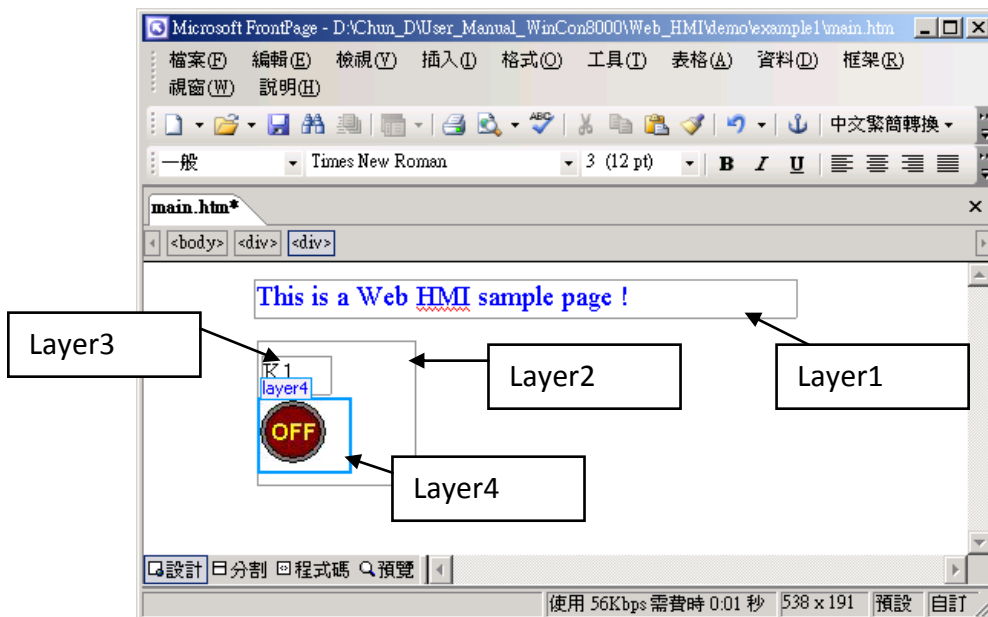 Microsoft FrontPage - D:\Chun_D\User_Manual_WinCon8000\Web_HMI\demo\example1\main.htm
檔案(F) 編輯(E) 檢視(V) 插入(I) 格式(O) 工具(T) 表格(A) 資料(D) 框架(R)
視窗(W) 說明(H)
ABC 中文繁簡轉換
一般 Times New Roman 3 (12 pt) B I U
main.htm*
<body> <div> <div>
This is a Web HMI sample page !
Layer3
Layer2
Layer1
K1
layer4
OFF
Layer4
設計 分割 程式碼 預覽
使用 56Kbps 需費時 0:01 秒 538 x 191 預設 自訂